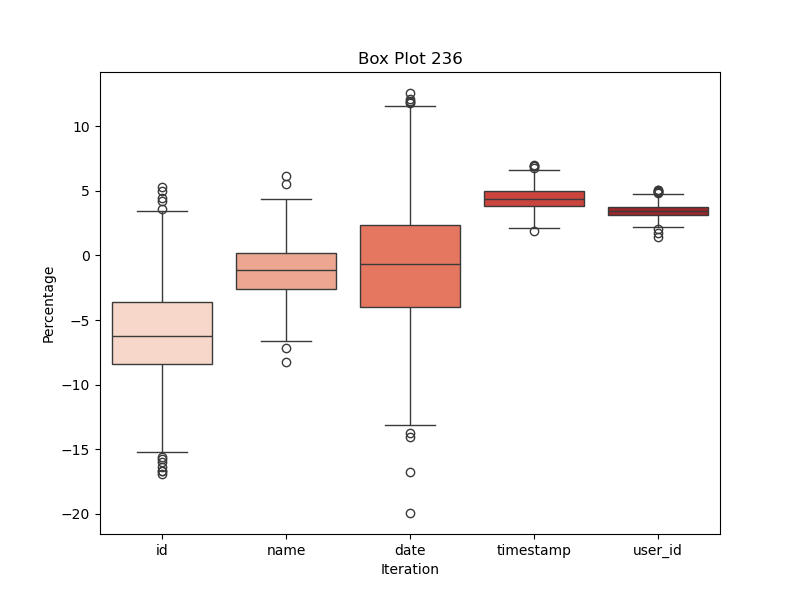 Box Plot 236
Percentage
10
5
0
−5
−10
−15
−20
id name date timestamp user_id
Iteration